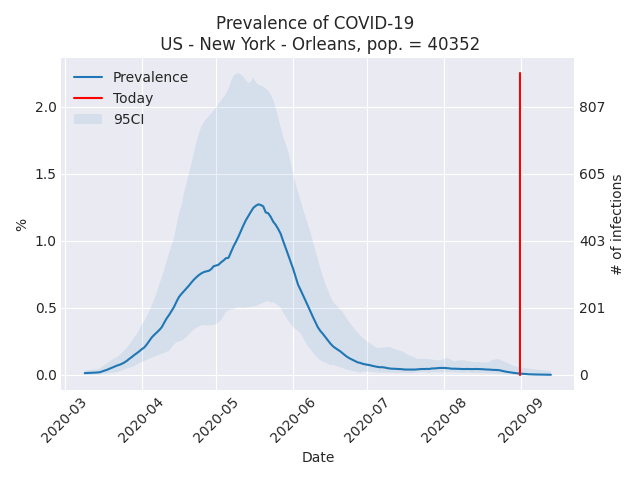 Prevalence of COVID-19
US - New York - Orleans, pop. = 40352
Prevalence
Today
95CI
2.0
1.5
1.0
0.5
0.0
%
807
605
403
201
0
# of infections
2020-03
2020-04
2020-05
2020-06
2020-07
2020-08
2020-09
Date